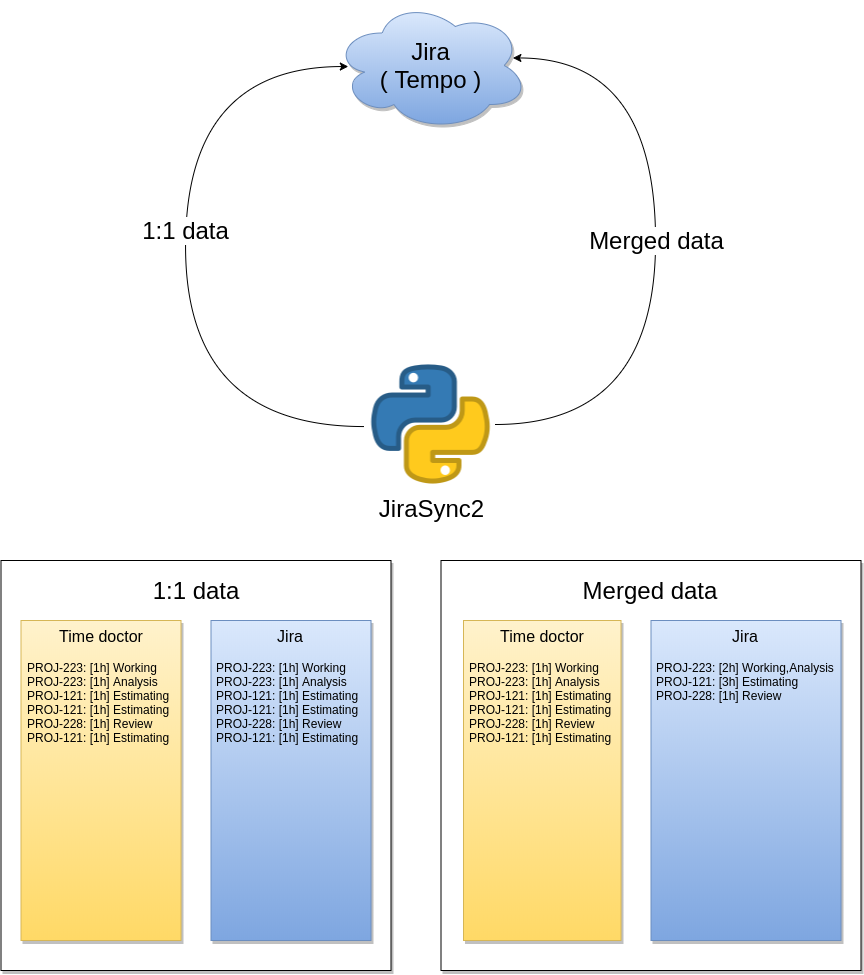 Jira
( Tempo )
1:1 data
Merged data
JiraSync2
1:1 data
Time doctor
PROJ-223: [1h] Working
PROJ-223: [1h] Analysis
PROJ-121: [1h] Estimating
PROJ-121: [1h] Estimating
PROJ-228: [1h] Review
PROJ-121: [1h] Estimating
Jira
PROJ-223: [1h] Working
PROJ-223: [1h] Analysis
PROJ-121: [1h] Estimating
PROJ-121: [1h] Estimating
PROJ-228: [1h] Review
PROJ-121: [1h] Estimating
Merged data
Time doctor
PROJ-223: [1h] Working
PROJ-223: [1h] Analysis
PROJ-121: [1h] Estimating
PROJ-121: [1h] Estimating
PROJ-228: [1h] Review
PROJ-121: [1h] Estimating
Jira
PROJ-223: [2h] Working,Analysis
PROJ-121: [3h] Estimating
PROJ-228: [1h] Review